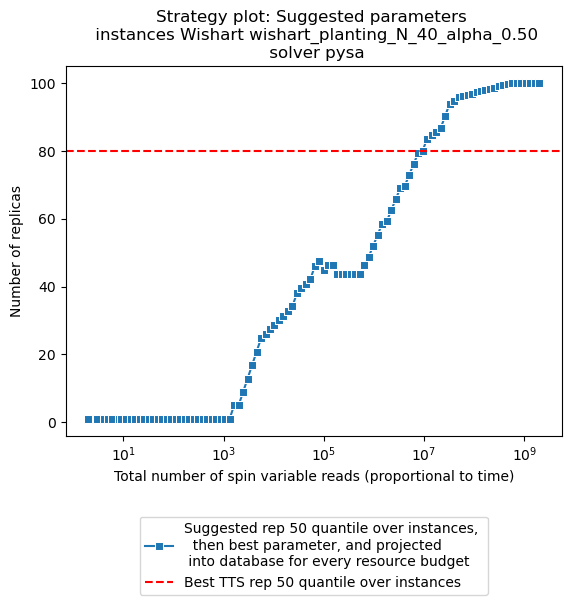 Strategy plot: Suggested parameters
instances Wishart wishart_planting_N_40_alpha_0.50
solver pysa
100
80
60
40
20
0
Number of replicas
10^1
10^3
10^5
10^7
10^9
Total number of spin variable reads (proportional to time)
Suggested rep 50 quantile over instances,
then best parameter, and projected
into database for every resource budget
Best TTS rep 50 quantile over instances